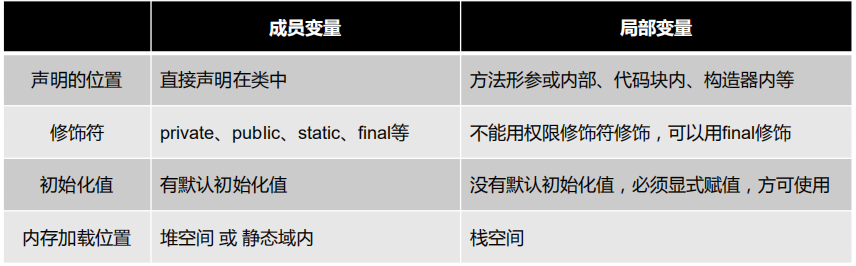 成员变量 局部变量
声明的位置 直接声明在类中 方法形参或内部、代码块内、构造器内等
修饰符 private、public、static、final等 不能用权限修饰符修饰，可以用final修饰
初始化值 有默认初始化值 没有默认初始化值，必须显式赋值，方可使用
内存加载位置 堆空间 或 静态域内 栈空间